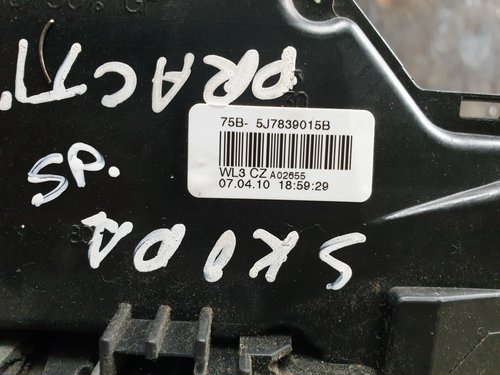 PRACTI
75B- 5J7839015B
WL3 CZ A02655
07.04.10 18:59:29
SP.
SKODA